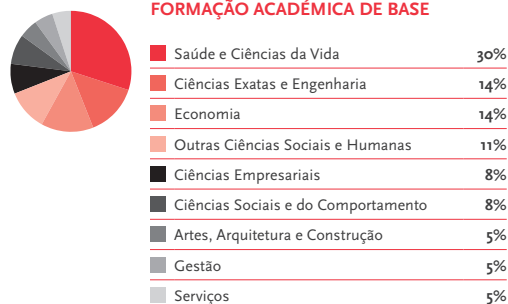 FORMAÇÃO ACADÉMICA DE BASE
Saúde e Ciências da Vida 30%
Ciências Exatas e Engenharia 14%
Economia 14%
Outras Ciências Sociais e Humanas 11%
Ciências Empresariais 8%
Ciências Sociais e do Comportamento 8%
Artes, Arquitetura e Construção 5%
Gestão 5%
Serviços 5%